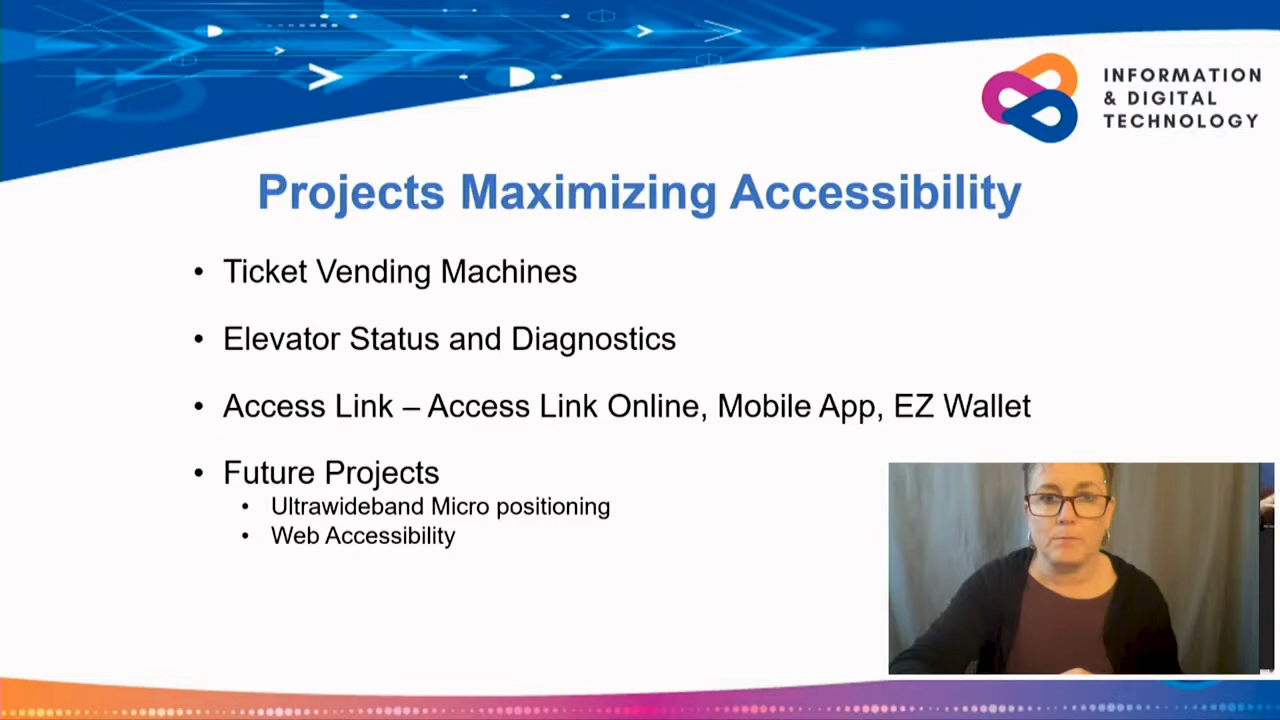 INFORMATION
& DIGITAL
TECHNOLOGY
Projects Maximizing Accessibility
• Ticket Vending Machines
• Elevator Status and Diagnostics
• Access Link – Access Link Online, Mobile App, EZ Wallet
• Future Projects
• Ultrawideband Micro positioning
• Web Accessibility